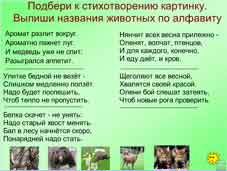 Подбери к стихотворению картинку.
Выпиши названия животных по алфавиту
Аромат разлит вокруг.
Ароматно пахнет луг.
И медведь уже не спит:
Разыгрался аппетит.
Улитке бедной не везёт -
Слишком медленно ползёт.
Надо будет поспешить,
Чтоб тепло не пропустить.
Белка скачет - не унять:
Надо старый хвост менять.
Бал в лесу начнётся скоро,
Понарядней надо стать.
Нянчит всех весна прилежно -
Оленят, волчат, птенцов,
И для каждого, конечно,
И еду даёт, и кров.
Щеголяют все весной,
Хвалятся своей красой.
Олени бой спешат затеять,
Чтоб новые рога проверить.